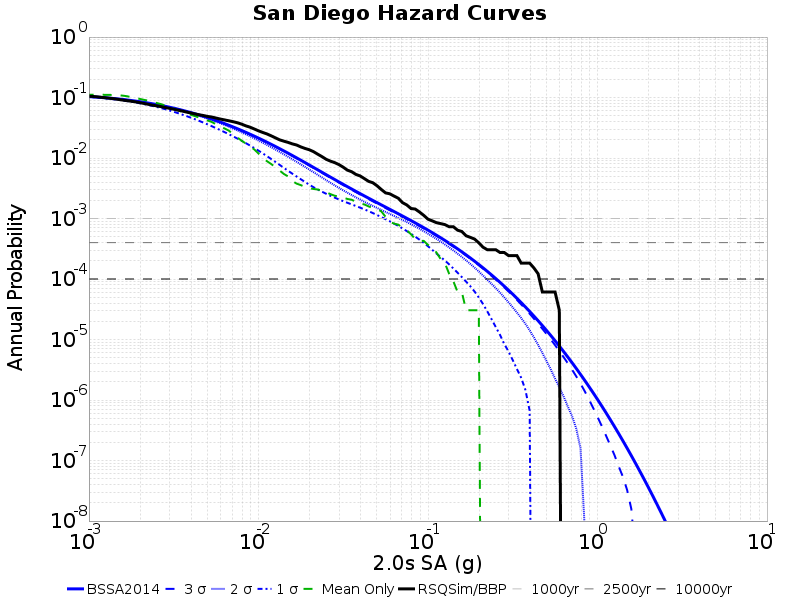 San Diego Hazard Curves
10^0
10^-1
10^-2
10^-3
10^-4
10^-5
10^-6
10^-7
10^-8
Annual Probability
10^-3 10^-2 10^-1 10^0 10^1
2.0s SA (g)
BSSA2014 3 σ 2 σ 1 σ Mean Only RSQSim/BBP 1000yr 2500yr 10000yr